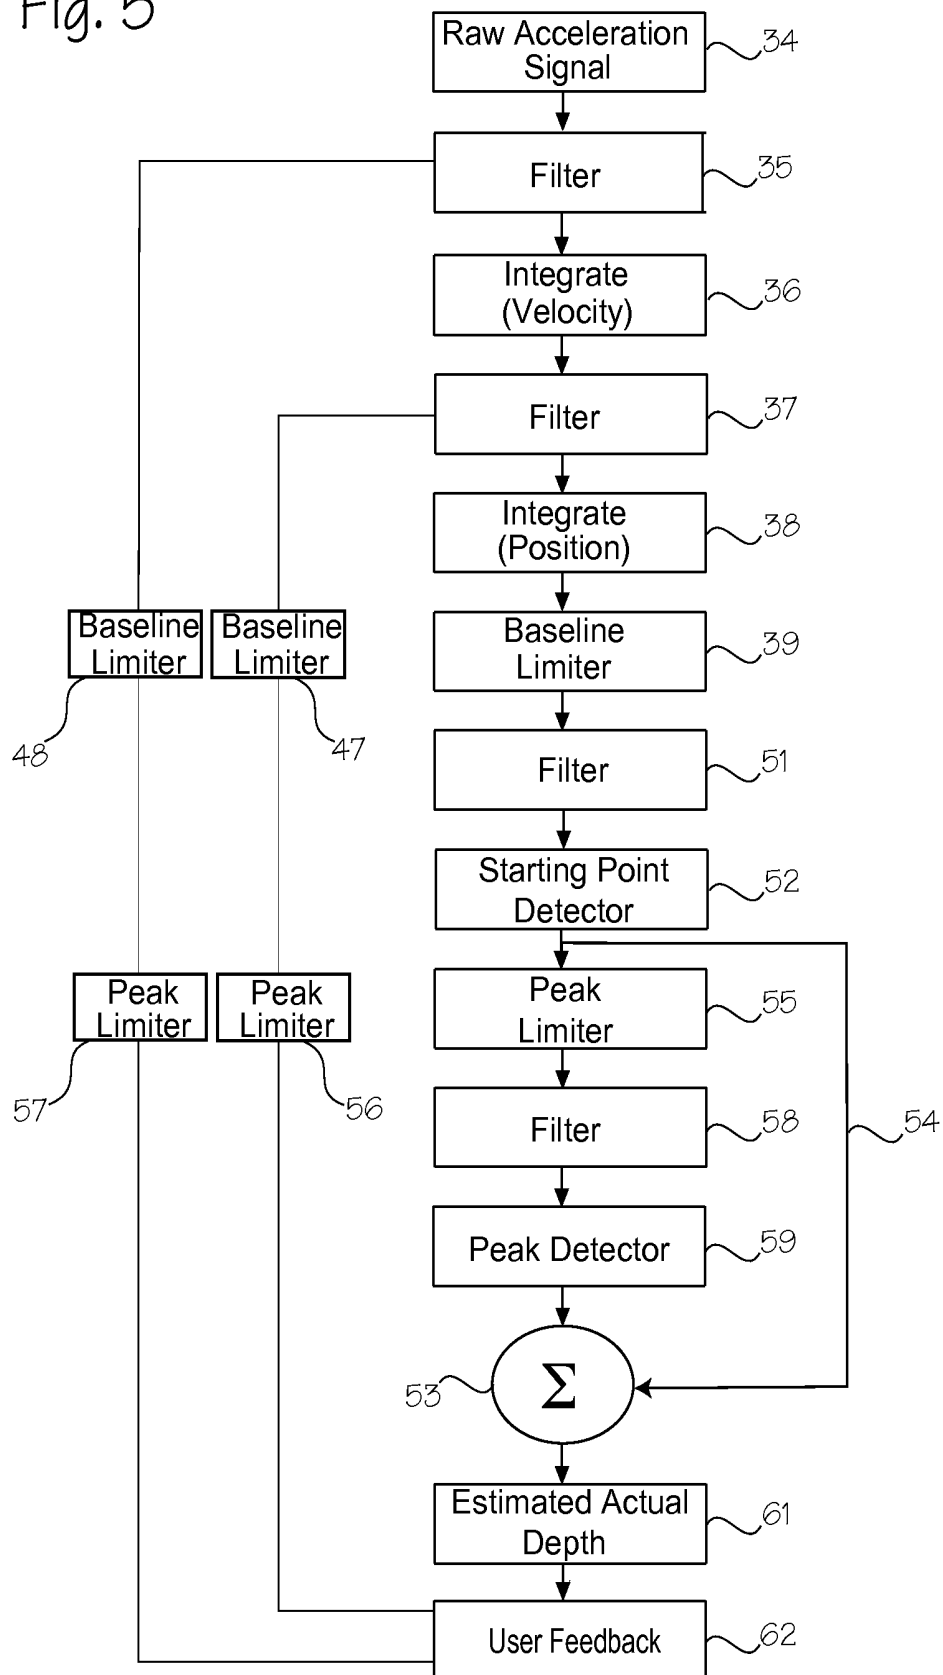 Fig. 5
Raw Acceleration
Signal
34
Filter
35
Integrate
(Velocity)
36
Filter
37
Integrate
(Position)
38
Baseline
Limiter
48
Baseline
Limiter
47
Baseline
Limiter
39
Filter
51
Starting Point
Detector
52
Peak
Limiter
57
Peak
Limiter
56
Peak
Limiter
55
Filter
58
54
Peak Detector
59
Σ
53
Estimated Actual
Depth
61
User Feedback
62